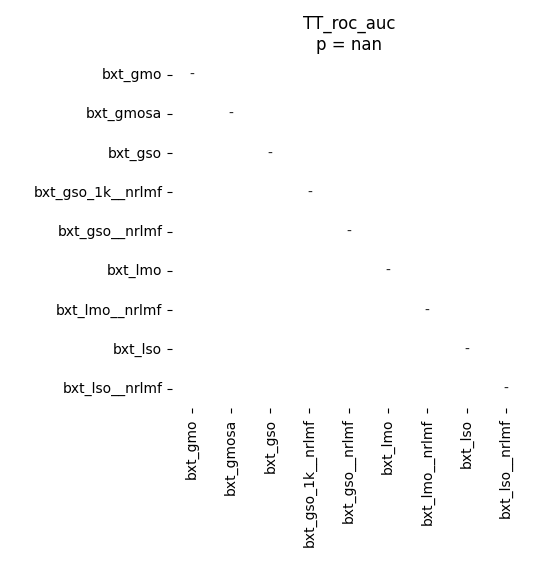 TT_roc_auc
p = nan
bxt_gmo -
bxt_gmosa -
bxt_gso -
bxt_gso_1k__nrlmf -
bxt_gso__nrlmf -
bxt_lmo -
bxt_lmo__nrlmf -
bxt_lso -
bxt_lso__nrlmf -
bxt_gmo
bxt_gmosa
bxt_gso
bxt_gso_1k__nrlmf
bxt_gso__nrlmf
bxt_lmo
bxt_lmo__nrlmf
bxt_lso
bxt_lso__nrlmf